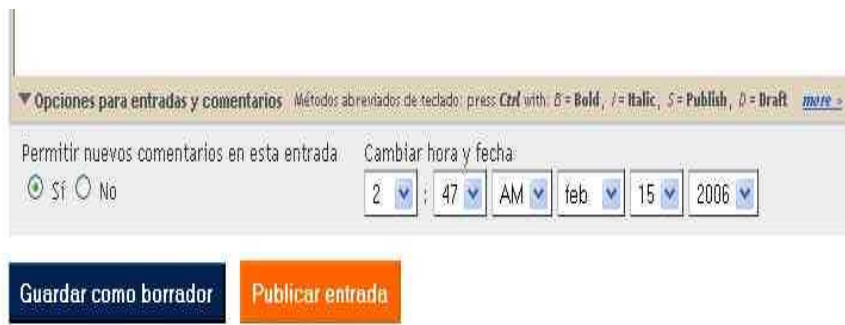 ▼ Opciones para entradas y comentarios Métodos abreviados de teclado: press Ctrl with: B = Bold, I = Italic, S = Publish, D = Draft more »
Permitir nuevos comentarios en esta entrada Cambiar hora y fecha
Sí No 2 : 47 AM feb 15 2006
Guardar como borrador Publicar entrada